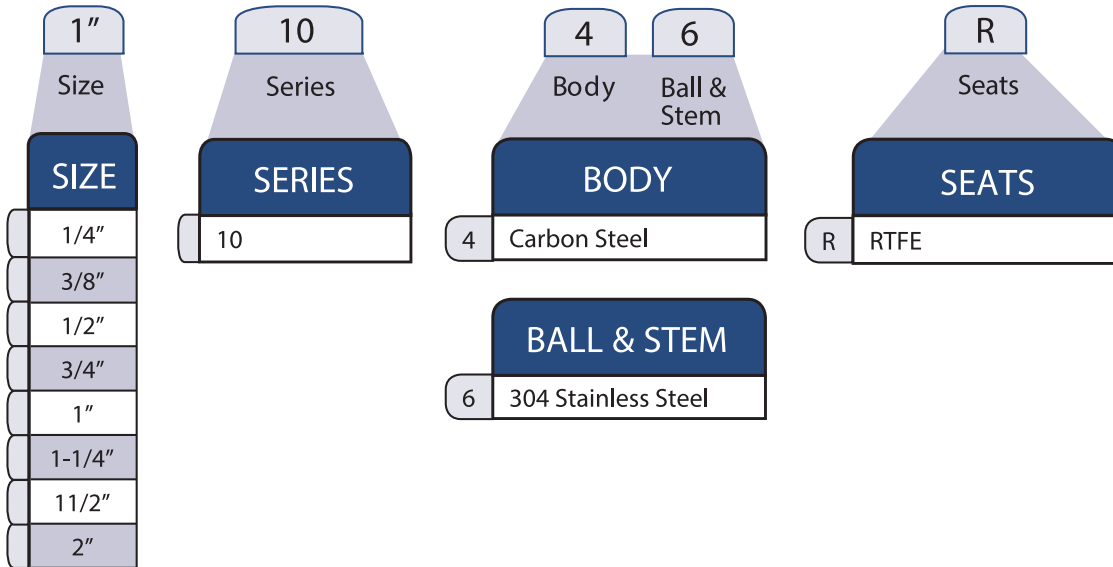 1”
Size
SIZE
1/4”
3/8”
1/2”
3/4”
1”
1-1/4”
11/2”
2”
10
Series
SERIES
10
4
6
Body
Ball &
Stem
BODY
4 Carbon Steel
BALL & STEM
6 304 Stainless Steel
R
Seats
SEATS
R RTFE